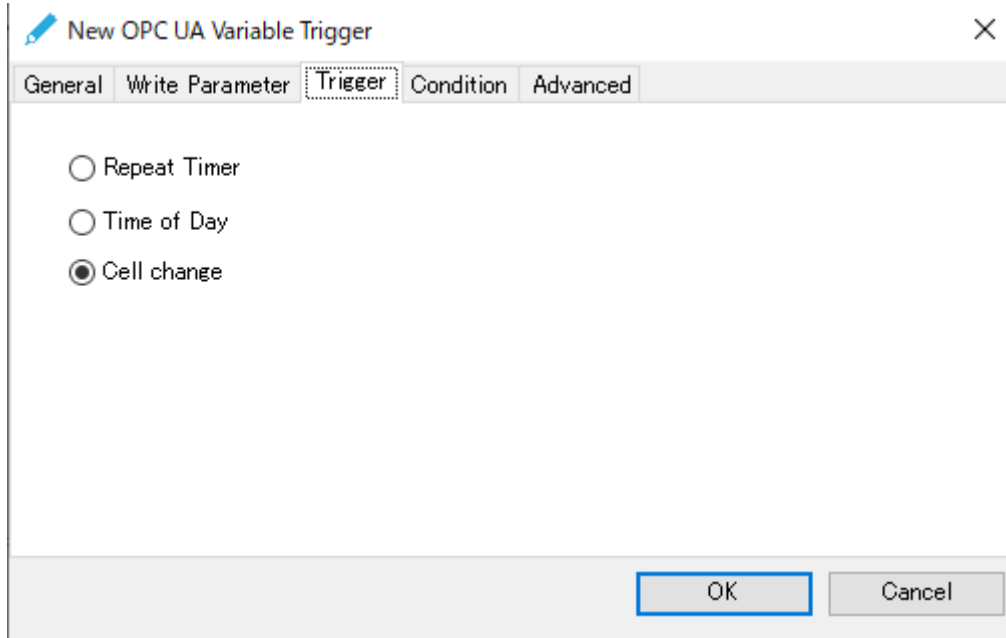 New OPC UA Variable Trigger
General Write Parameter Trigger Condition Advanced
Repeat Timer
Time of Day
Cell change
OK Cancel